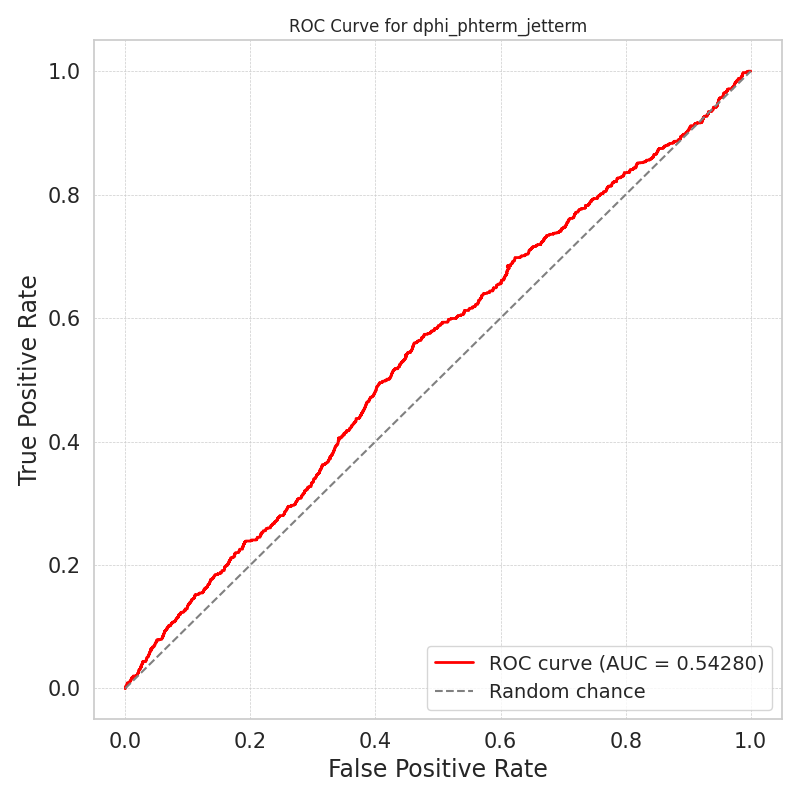 ROC Curve for dphi_phterm_jetterm
True Positive Rate
1.0
0.8
0.6
0.4
0.2
0.0
ROC curve (AUC = 0.54280)
Random chance
0.0 0.2 0.4 0.6 0.8 1.0
False Positive Rate